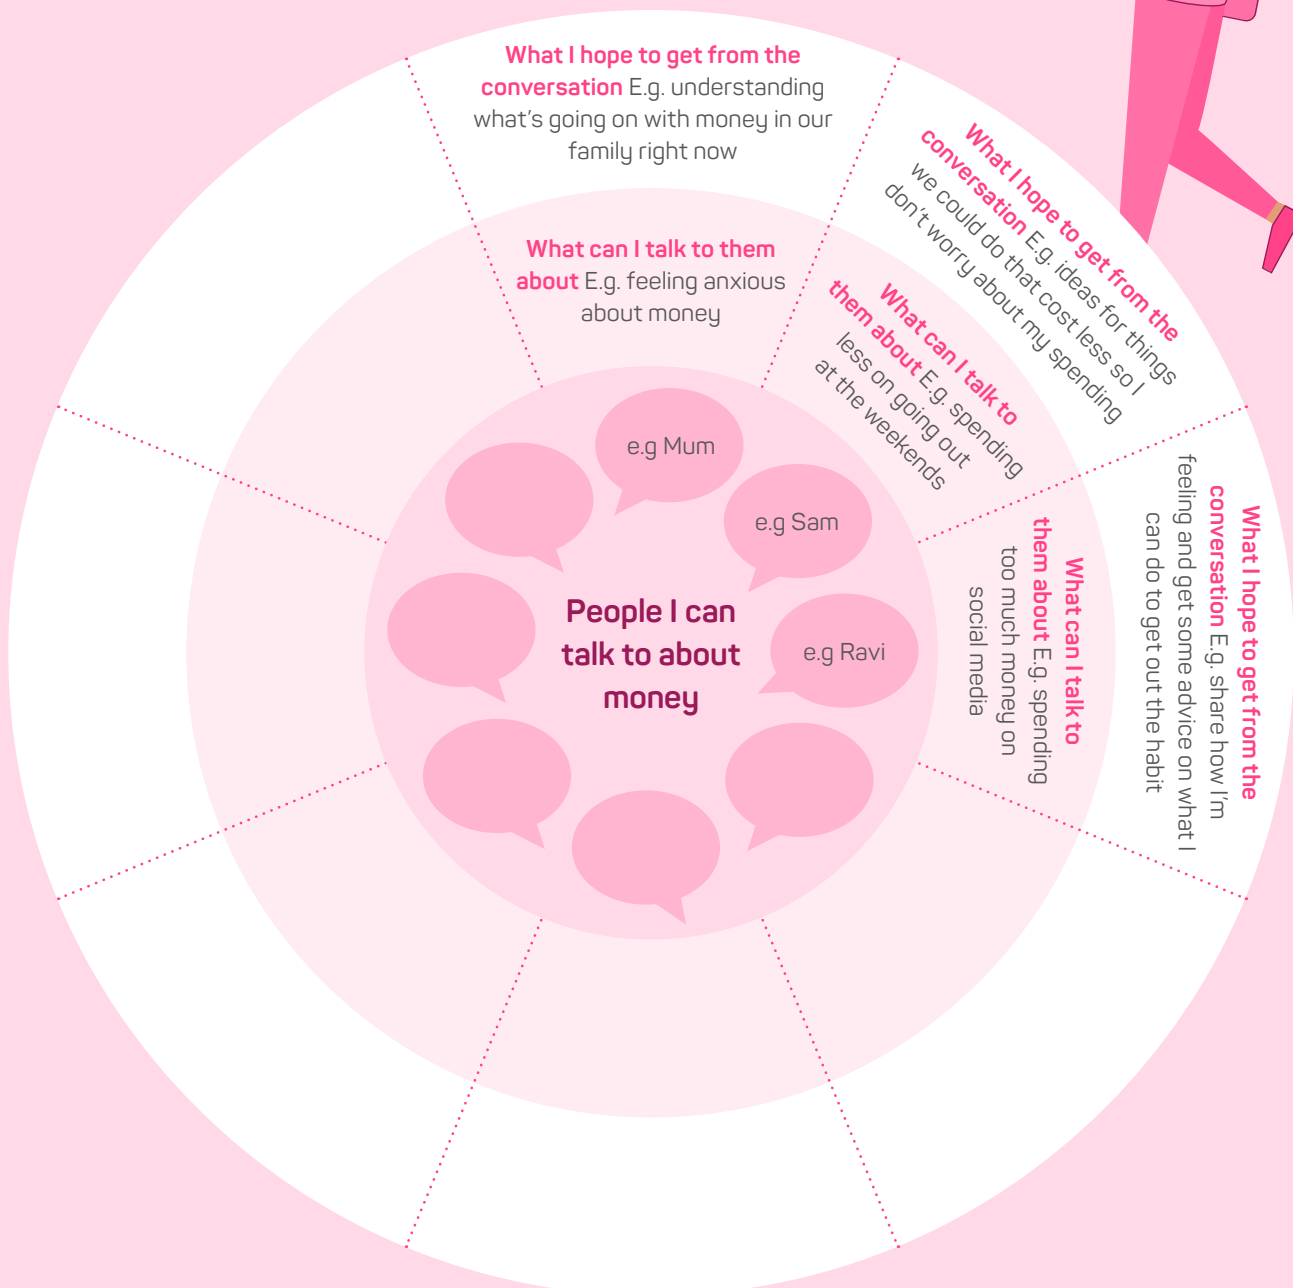 What I hope to get from the
conversation E.g. understanding
what's going on with money in our
family right now
What can I talk to them
about E.g. feeling anxious
about money
e.g Mum
What I hope to get from the
conversation E.g. ideas for things
we could do that cost less so I
don't worry about my spending
What can I talk to
them about E.g. spending
less on going out
at the weekends
e.g Sam
What I hope to get from the
conversation E.g. share how I'm
feeling and get some advice on what I
can do to get out the habit
What can I talk to
them about E.g. spending
too much money on
social media
e.g Ravi
People I can
talk to about
money